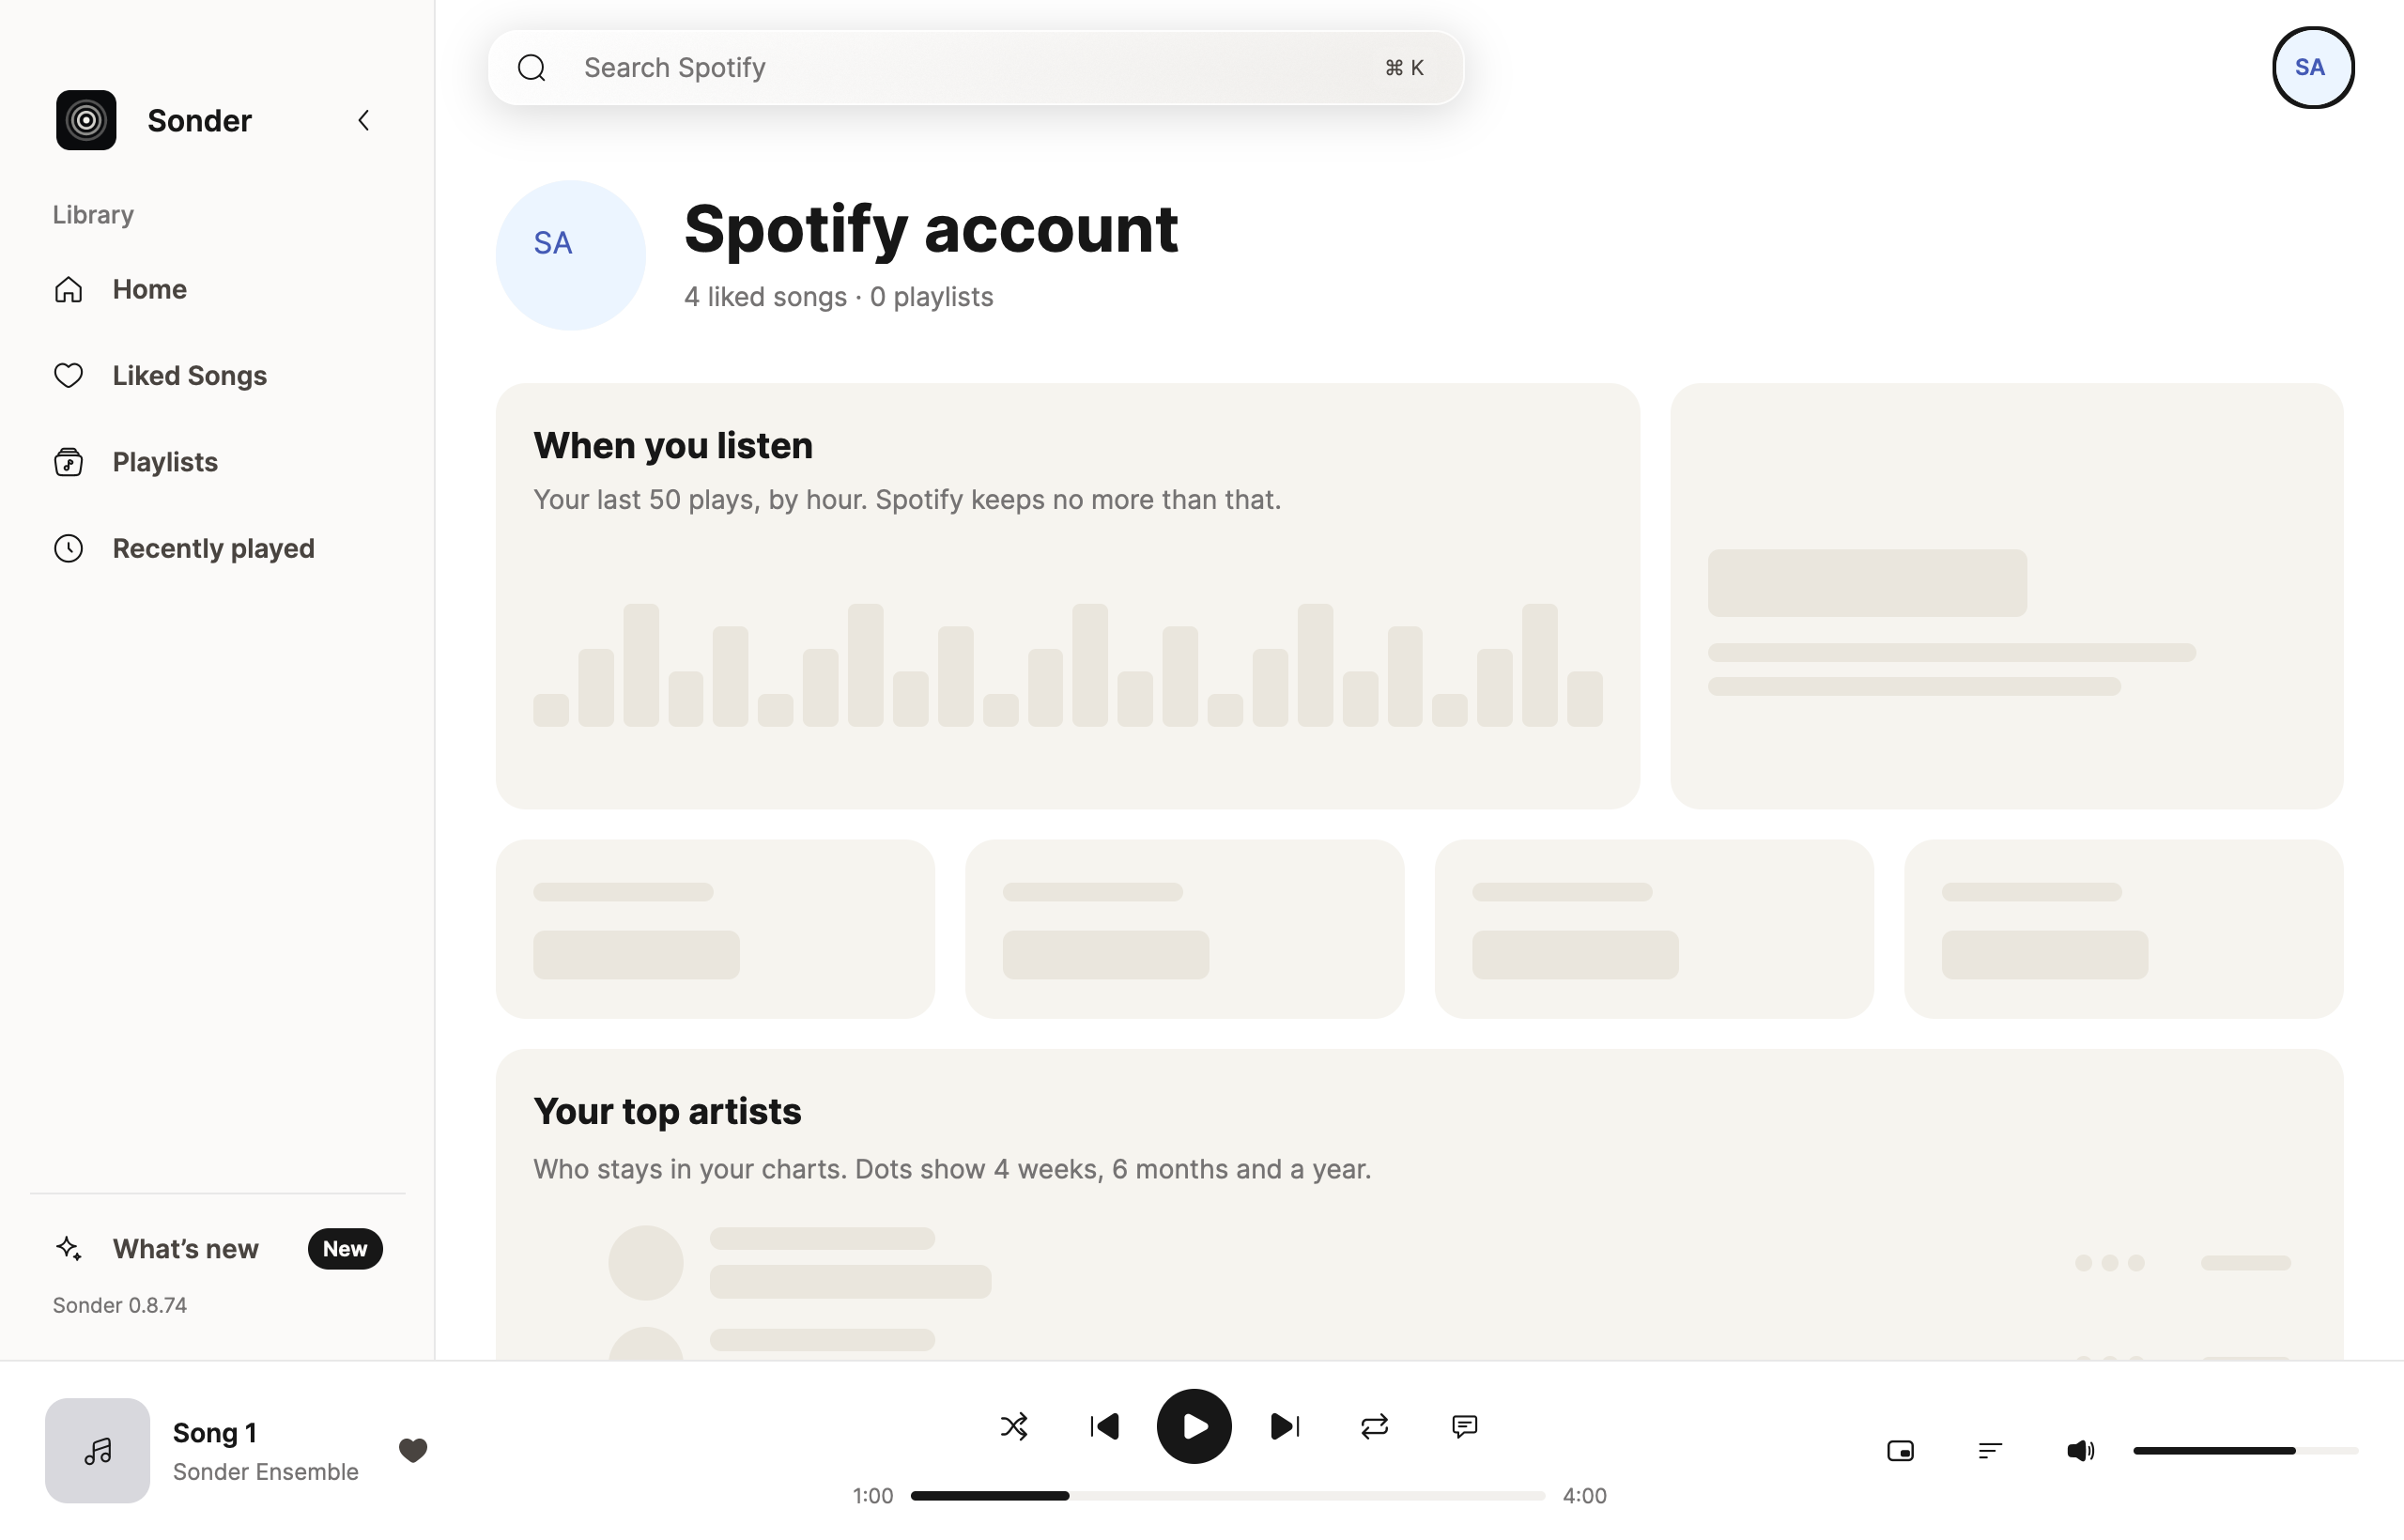 Search Spotify
⌘ K
SA
Sonder
Library
Home
Liked Songs
Playlists
Recently played
SA
Spotify account
4 liked songs · 0 playlists
When you listen
Your last 50 plays, by hour. Spotify keeps no more than that.
Your top artists
Who stays in your charts. Dots show 4 weeks, 6 months and a year.
What’s new
New
Sonder 0.8.74
Song 1
Sonder Ensemble
1:00
4:00